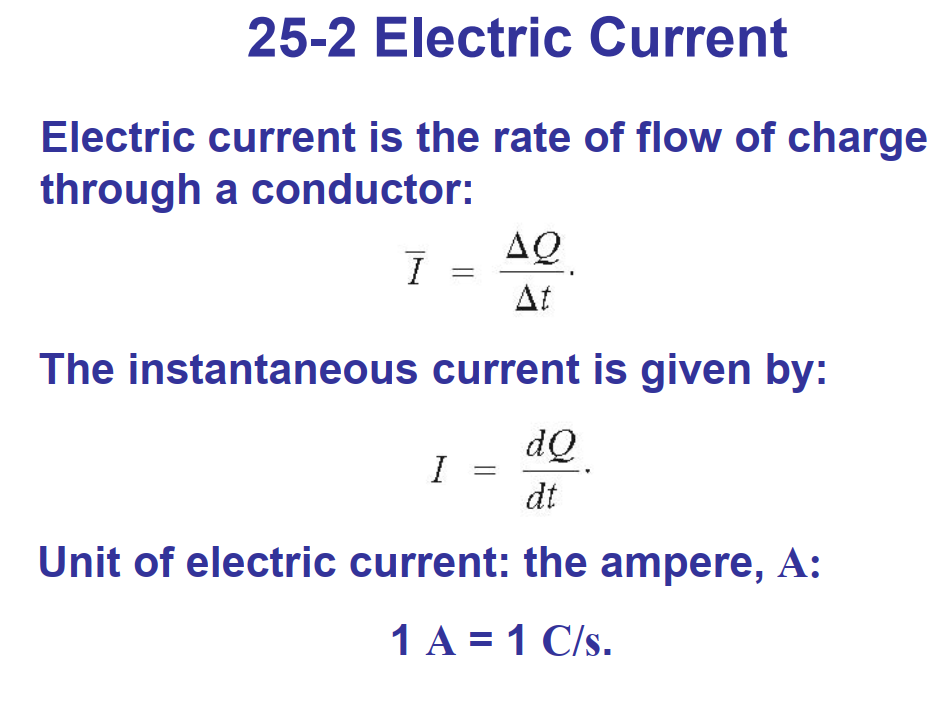 25-2 Electric Current
Electric current is the rate of flow of charge
through a conductor:
I̅ = ΔQ/Δt.
The instantaneous current is given by:
I = dQ/dt.
Unit of electric current: the ampere, A:
1 A = 1 C/s.